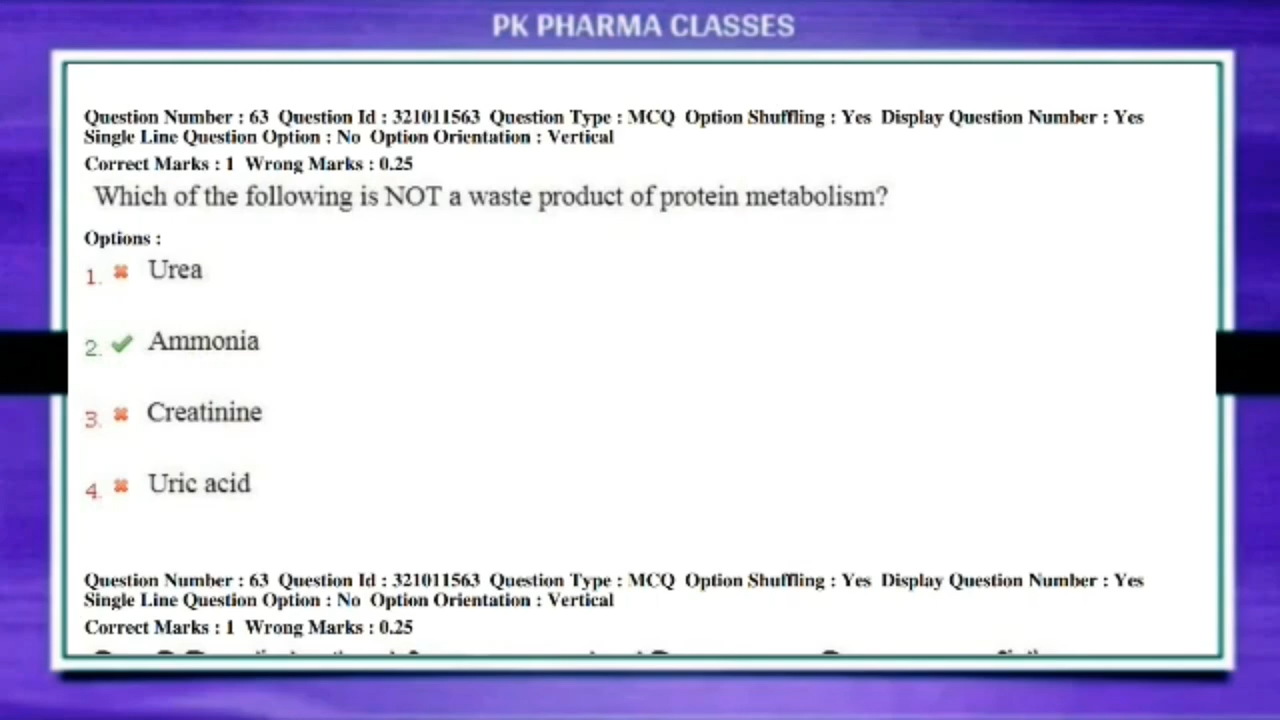 PK PHARMA CLASSES
Question Number : 63 Question Id : 321011563 Question Type : MCQ Option Shuffling : Yes Display Question Number : Yes
Single Line Question Option : No Option Orientation : Vertical
Correct Marks : 1 Wrong Marks : 0.25
Which of the following is NOT a waste product of protein metabolism?
Options :
1. Urea
2. Ammonia
3. Creatinine
4. Uric acid
Question Number : 63 Question Id : 321011563 Question Type : MCQ Option Shuffling : Yes Display Question Number : Yes
Single Line Question Option : No Option Orientation : Vertical
Correct Marks : 1 Wrong Marks : 0.25